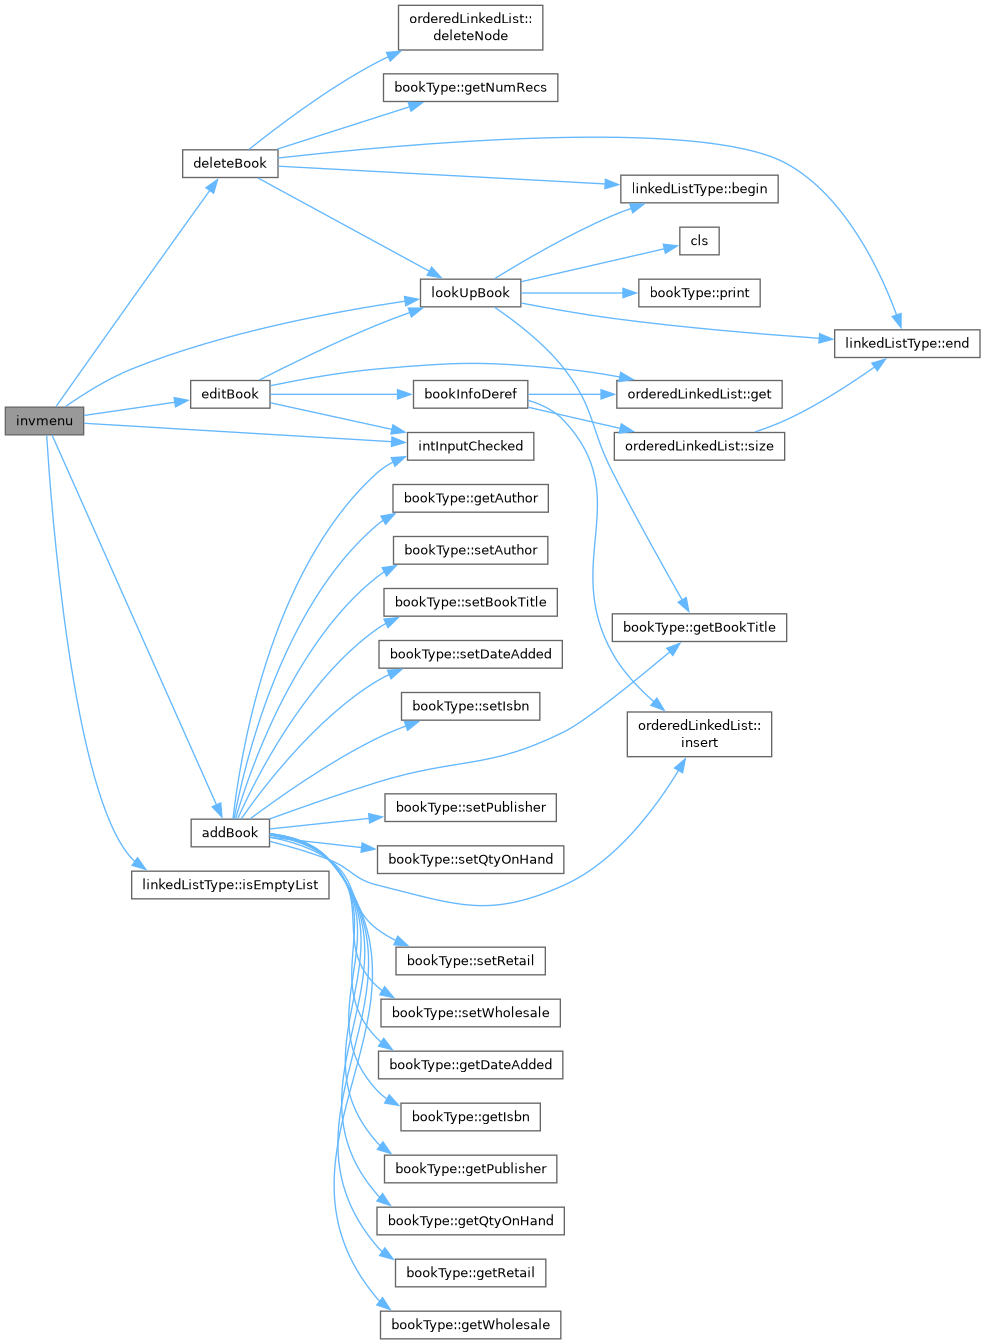 orderedLinkedList::
deleteNode
bookType::getNumRecs
deleteBook
linkedListType::begin
cls
lookUpBook
bookType::print
linkedListType::end
editBook
bookInfoDeref
orderedLinkedList::get
invmenu
intInputChecked
orderedLinkedList::size
bookType::getAuthor
bookType::setAuthor
bookType::setBookTitle
bookType::getBookTitle
bookType::setDateAdded
bookType::setIsbn
orderedLinkedList::
insert
bookType::setPublisher
addBook
bookType::setQtyOnHand
linkedListType::isEmptyList
bookType::setRetail
bookType::setWholesale
bookType::getDateAdded
bookType::getIsbn
bookType::getPublisher
bookType::getQtyOnHand
bookType::getRetail
bookType::getWholesale